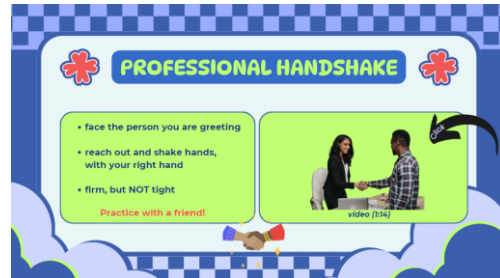 PROFESSIONAL HANDSHAKE
• face the person you are greeting
• reach out and shake hands,
with your right hand
• firm, but NOT tight
Practice with a friend!
Click
video (1:14)